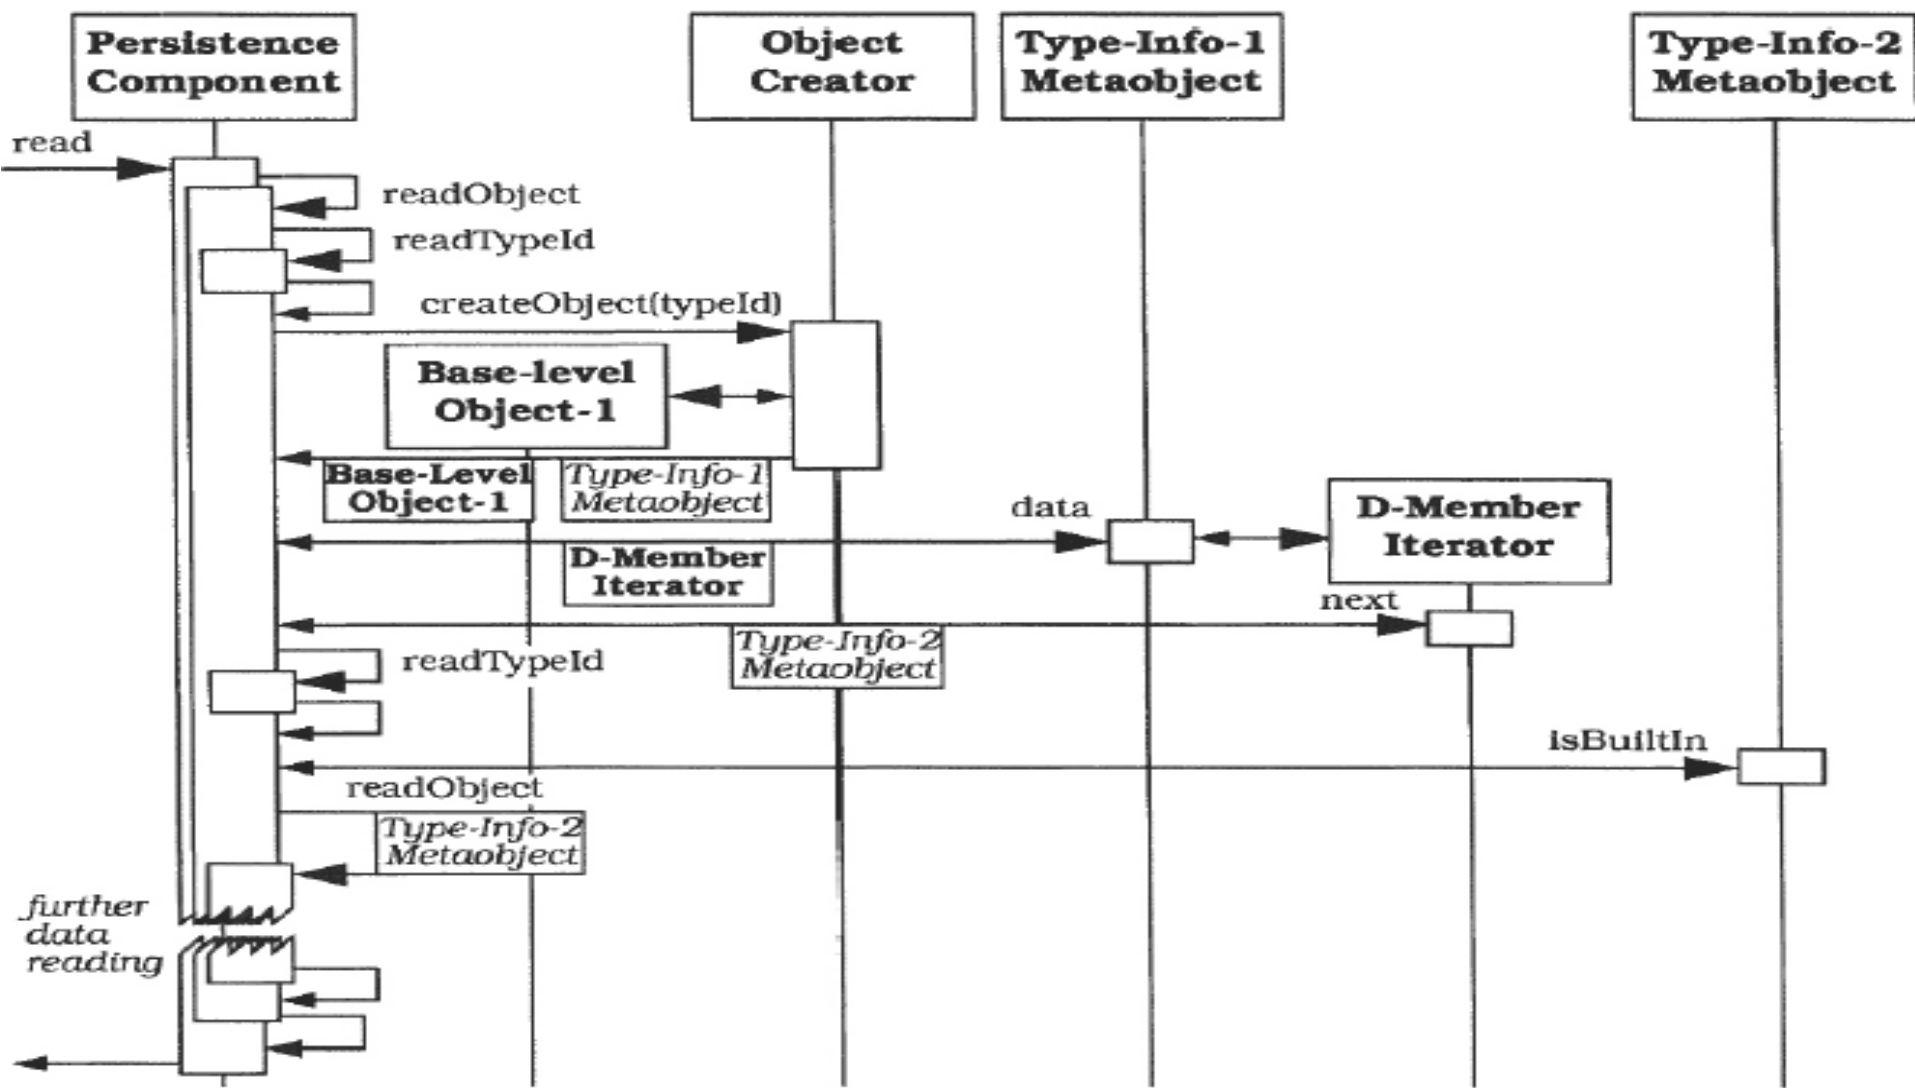 Persistence
Component
Object
Creator
Type-Info-1
Metaobject
Type-Info-2
Metaobject
read
readObject
readTypeId
createObject(typeId)
Base-level
Object-1
Base-Level
Object-1
Type-Info-1
Metaobject
data
D-Member
Iterator
D-Member
Iterator
next
Type-Info-2
Metaobject
readTypeId
isBuiltIn
readObject
Type-Info-2
Metaobject
further
data
reading